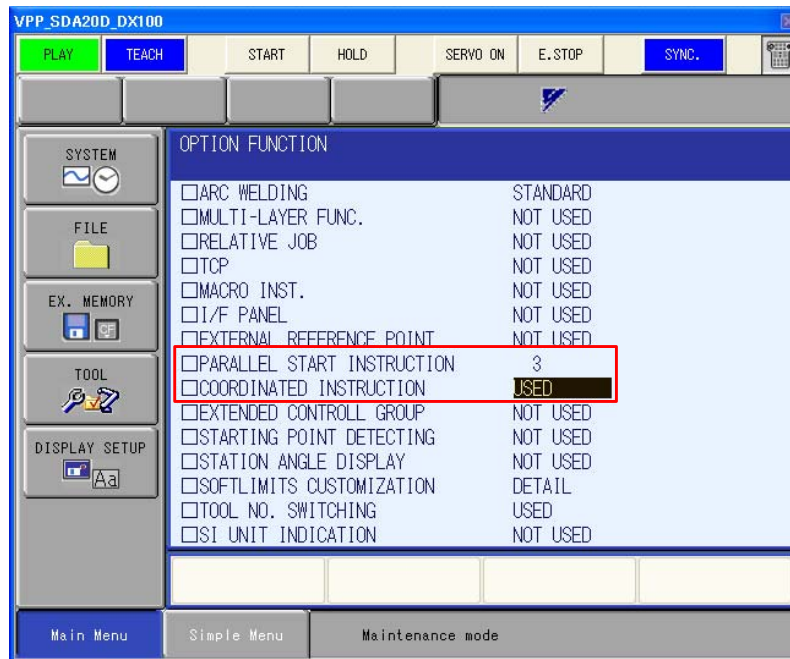 VPP_SDA20D_DX100
PLAY TEACH START HOLD SERVO ON E.STOP SYNC.
SYSTEM
FILE
EX. MEMORY
CF
TOOL
DISPLAY SETUP
Aa
OPTION FUNCTION
ARC WELDING STANDARD
MULTI-LAYER FUNC. NOT USED
RELATIVE JOB NOT USED
TCP NOT USED
MACRO INST. NOT USED
I/F PANEL NOT USED
EXTERNAL REFERENCE POINT NOT USED
PARALLEL START INSTRUCTION 3
COORDINATED INSTRUCTION USED
EXTENDED CONTROLL GROUP NOT USED
STARTING POINT DETECTING NOT USED
STATION ANGLE DISPLAY NOT USED
SOFTLIMITS CUSTOMIZATION DETAIL
TOOL NO. SWITCHING USED
SI UNIT INDICATION NOT USED
Main Menu Simple Menu Maintenance mode